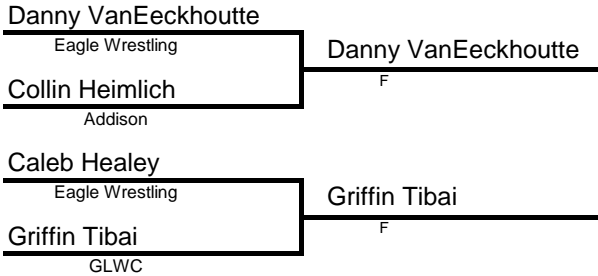 Danny VanEeckhoutte
Eagle Wrestling
Collin Heimlich
Addison
Danny VanEeckhoutte
F
Caleb Healey
Eagle Wrestling
Griffin Tibai
GLWC
Griffin Tibai
F